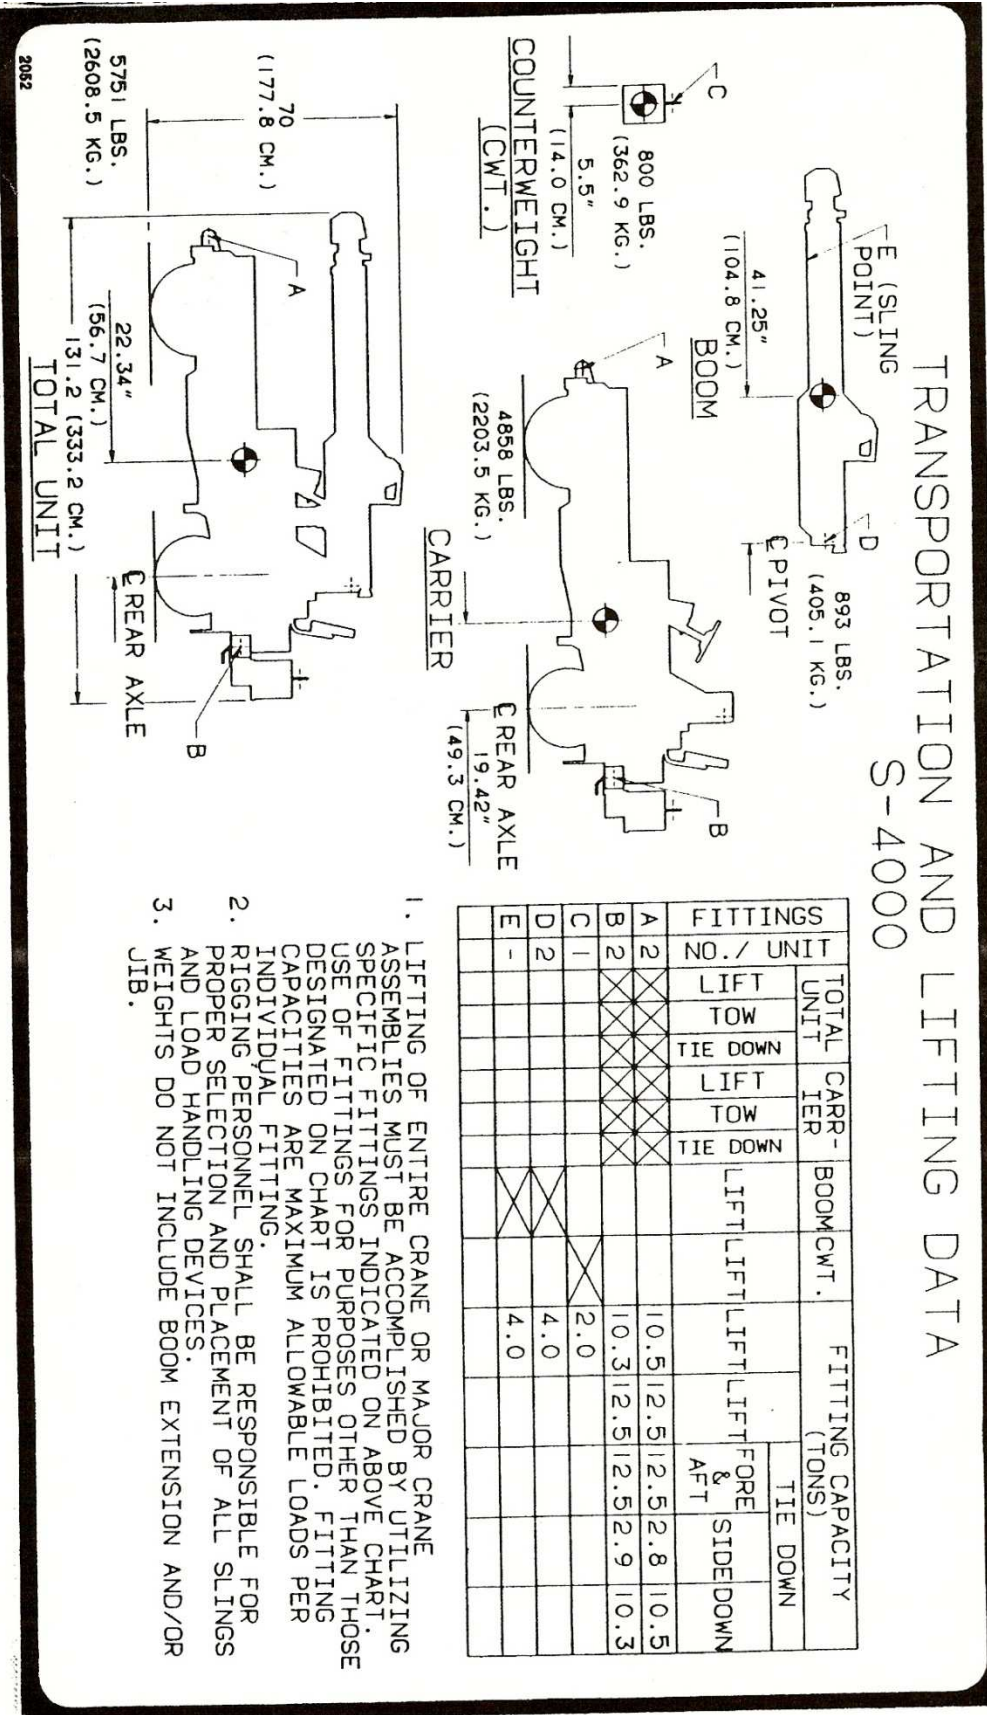 TRANSPORTATION AND LIFTING DATA
S-4000
E (SLING
POINT)
D
893 LBS.
(405.1 KG.)
41.25"
(104.8 CM.)
℄ PIVOT
BOOM
C
800 LBS.
(362.9 KG.)
5.5"
(14.0 CM.)
COUNTERWEIGHT
(CWT.)
A
B
4858 LBS.
(2203.5 KG.)
℄ REAR AXLE
19.42"
(49.3 CM.)
CARRIER
70
(177.8 CM.)
A
B
5751 LBS.
(2608.5 KG.)
22.34"
(56.7 CM.)
℄ REAR AXLE
131.2 (333.2 CM.)
TOTAL UNIT
2052
FITTINGS NO./ UNIT TOTAL UNIT CARR-IER BOOM CWT. FITTING CAPACITY (TONS)
TIE DOWN
LIFT TOW TIE DOWN LIFT TOW TIE DOWN LIFT LIFT LIFT LIFT FORE & AFT SIDE DOWN
A 2 X X X X X X 10.5 12.5 12.5 2.8 10.5
B 2 X X X X X X 10.3 12.5 12.5 2.9 10.3
C 1 X 2.0
D 2 X 4.0
E - X 4.0
1. LIFTING OF ENTIRE CRANE OR MAJOR CRANE
ASSEMBLIES MUST BE ACCOMPLISHED BY UTILIZING
SPECIFIC FITTINGS INDICATED ON ABOVE CHART.
USE OF FITTINGS FOR PURPOSES OTHER THAN THOSE
DESIGNATED ON CHART IS PROHIBITED. FITTING
CAPACITIES ARE MAXIMUM ALLOWABLE LOADS PER
INDIVIDUAL FITTING.
2. RIGGING PERSONNEL SHALL BE RESPONSIBLE FOR
PROPER SELECTION AND PLACEMENT OF ALL SLINGS
AND LOAD HANDLING DEVICES.
3. WEIGHTS DO NOT INCLUDE BOOM EXTENSION AND/OR
JIB.